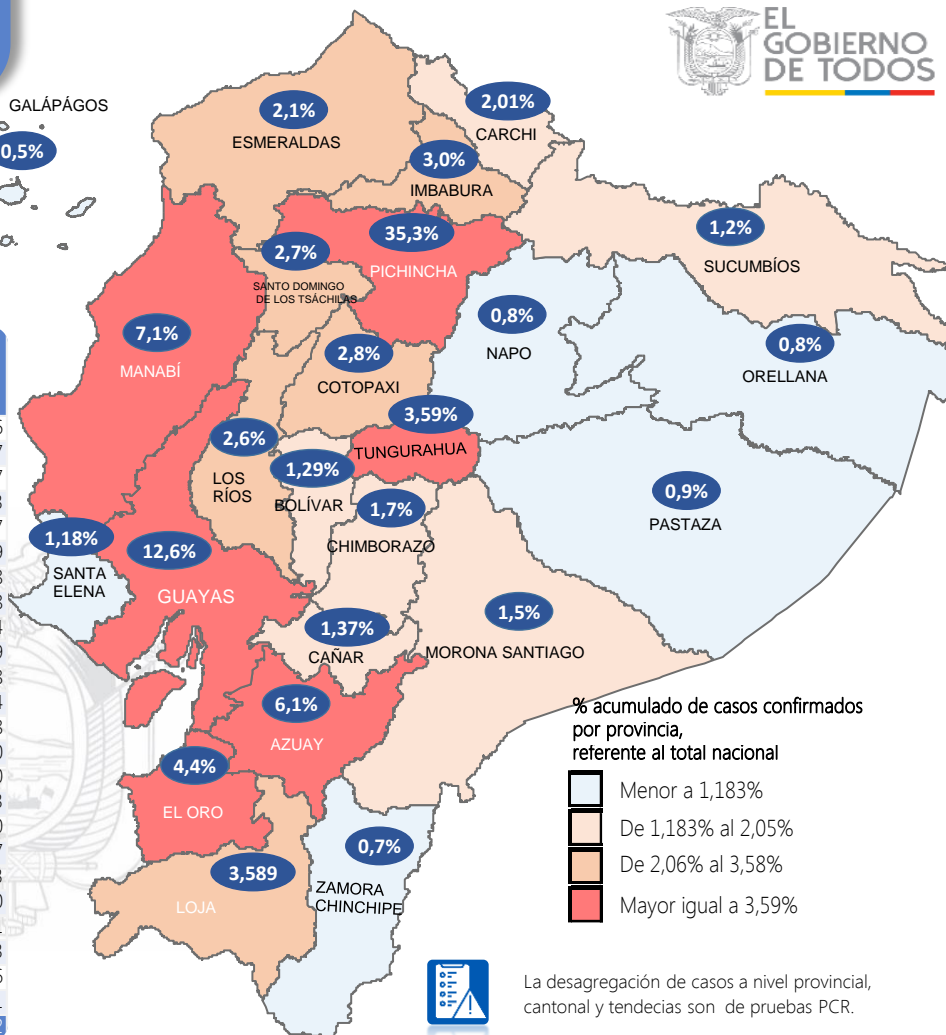 EL
GOBIERNO
DE TODOS
GALÁPÁGOS
0,5%
2,1%
ESMERALDAS
2,01%
CARCHI
3,0%
IMBABURA
35,3%
PICHINCHA
1,2%
SUCUMBÍOS
2,7%
SANTO DOMINGO
DE LOS TSÁCHILAS
7,1%
MANABÍ
0,8%
NAPO
0,8%
ORELLANA
2,8%
COTOPAXI
3,59%
TUNGURAHUA
2,6%
LOS
RÍOS
1,29%
BOLÍVAR
1,7%
CHIMBORAZO
0,9%
PASTAZA
1,18%
SANTA
ELENA
12,6%
GUAYAS
1,37%
CAÑAR
1,5%
MORONA SANTIAGO
6,1%
AZUAY
4,4%
EL ORO
3,589
LOJA
0,7%
ZAMORA
CHINCHIPE
% acumulado de casos confirmados
por provincia,
referente al total nacional
Menor a 1,183%
De 1,183% al 2,05%
De 2,06% al 3,58%
Mayor igual a 3,59%
La desagregación de casos a nivel provincial,
cantonal y tendecias son de pruebas PCR.